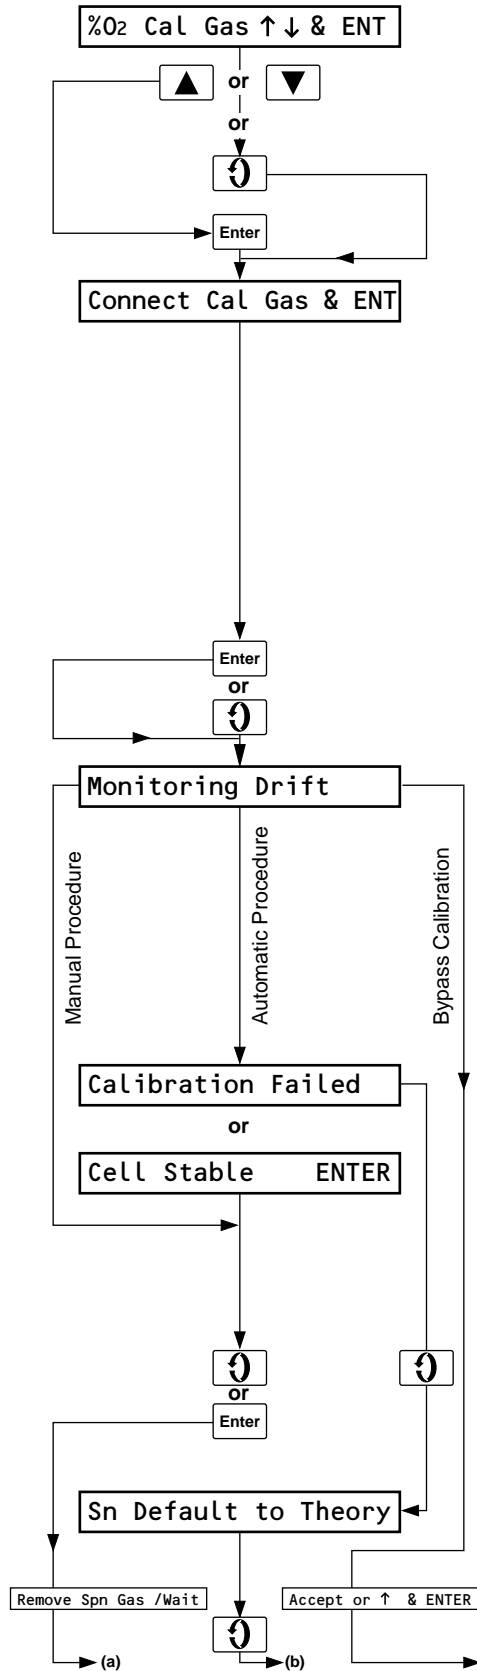 %O2 Cal Gas ↑↓ & ENT
or
or
Enter
Connect Cal Gas & ENT
Enter
or
Monitoring Drift
Manual Procedure
Automatic Procedure
Bypass Calibration
Calibration Failed
or
Cell Stable ENTER
or
Enter
Sn Default to Theory
Remove Spn Gas /Wait
Accept or ↑ & ENTER
(a)
(b)